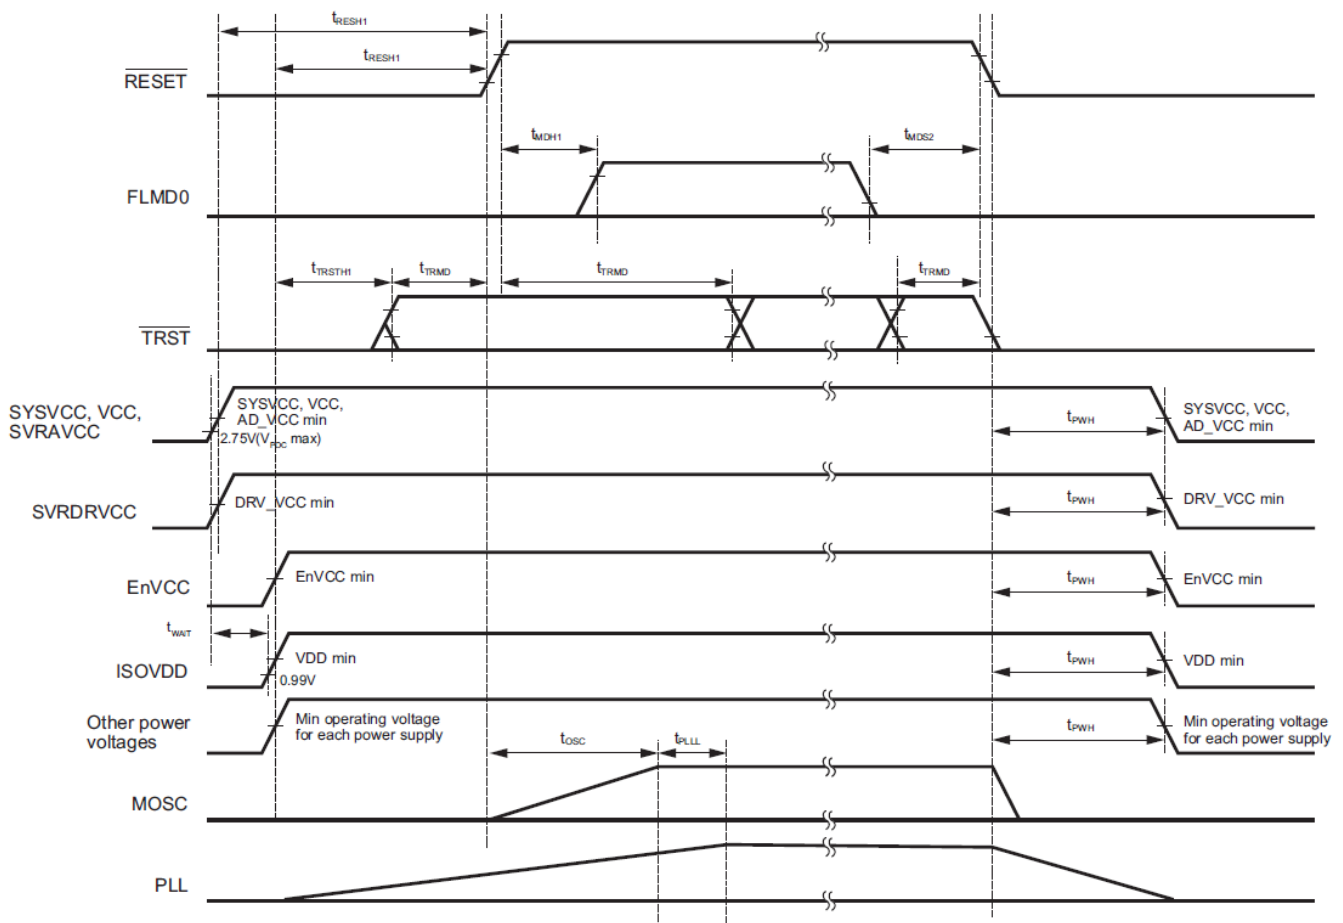 tRESH1
tRESH1
RESET
tMDH1
tMDS2
FLMD0
tTRSTH1
tTRMD
tTRMD
tTRMD
TRST
SYSVCC, VCC,
SVRAVCC
SYSVCC, VCC,
AD_VCC min
2.75V(VPOC max)
tPWH
SYSVCC, VCC,
AD_VCC min
SVRDRVCC
DRV_VCC min
tPWH
DRV_VCC min
EnVCC
EnVCC min
tPWH
EnVCC min
tWAIT
ISOVDD
VDD min
0.99V
tPWH
VDD min
Other power
voltages
Min operating voltage
for each power supply
tPWH
Min operating voltage
for each power supply
tOSC
tPLLL
MOSC
PLL